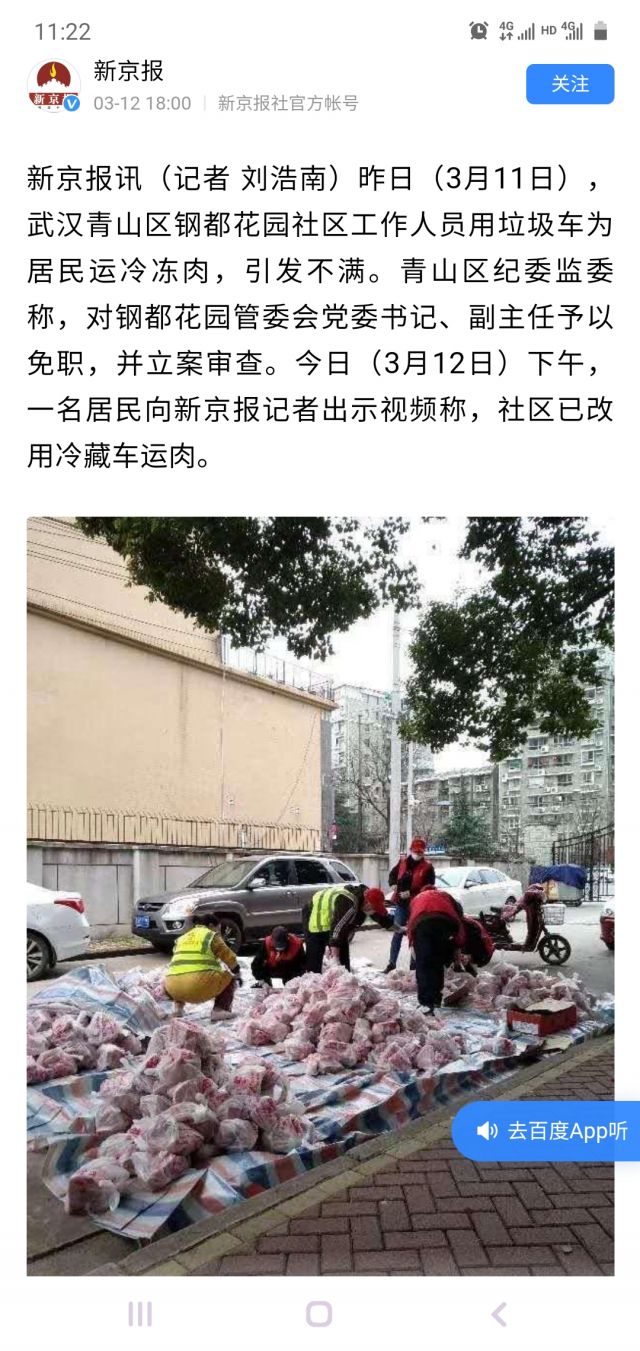 11:22
4G HD 4G
新京报
新京报
关注
03-12 18:00 | 新京报社官方帐号
新京报讯（记者 刘浩南）昨日（3月11日），
武汉青山区钢都花园社区工作人员用垃圾车为
居民运冷冻肉，引发不满。青山区纪委监委
称，对钢都花园管委会党委书记、副主任予以
免职，并立案审查。今日（3月12日）下午，
一名居民向新京报记者出示视频称，社区已改
用冷藏车运肉。
去百度App听